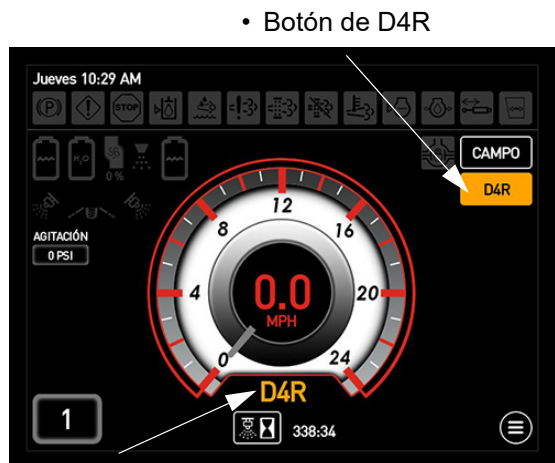 • Botón de D4R
Jueves 10:29 AM
(P) STOP
H₂O
0 %
CAMPO
D4R
AGITACIÓN
0 PSI
0 4 8 12 16 20 24
0.0
MPH
D4R
1
338:34